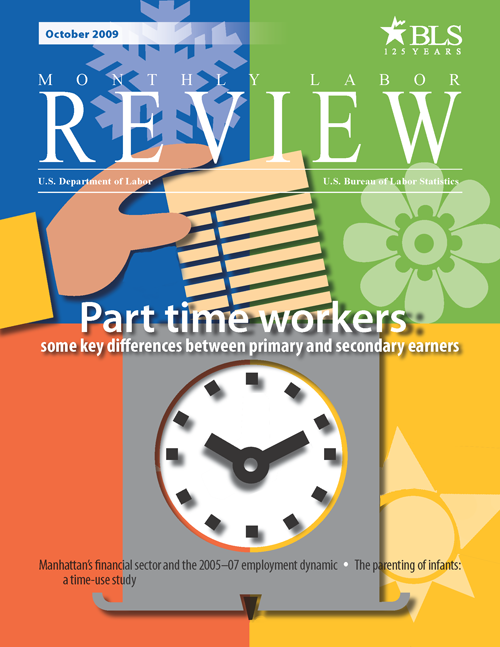 October 2009
BLS
125 YEARS
MONTHLY LABOR
REVIEW
U.S. Department of Labor
U.S. Bureau of Labor Statistics
Part time workers :
some key differences between primary and secondary earners
Manhattan's financial sector and the 2005–07 employment dynamic • The parenting of infants:
a time-use study